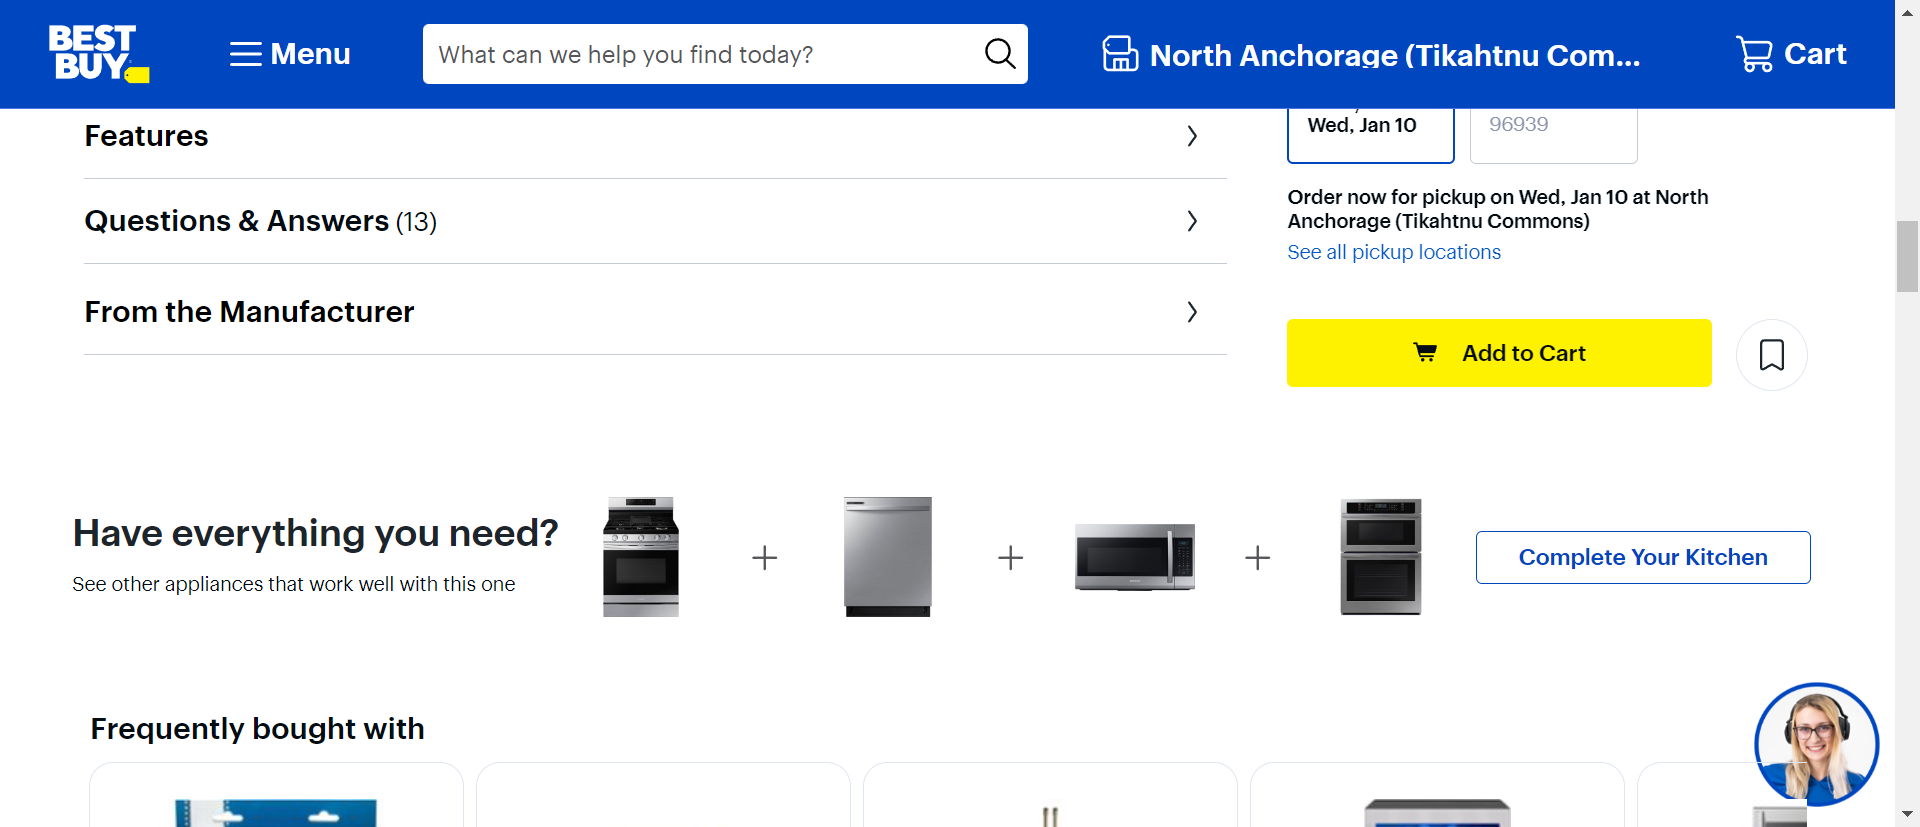 BEST
BUY
Menu
What can we help you find today?
North Anchorage (Tikahtnu Com...
Cart
Features
Wed, Jan 10
96939
Questions & Answers (13)
Order now for pickup on Wed, Jan 10 at North
Anchorage (Tikahtnu Commons)
See all pickup locations
From the Manufacturer
Add to Cart
Have everything you need?
See other appliances that work well with this one
Complete Your Kitchen
Frequently bought with